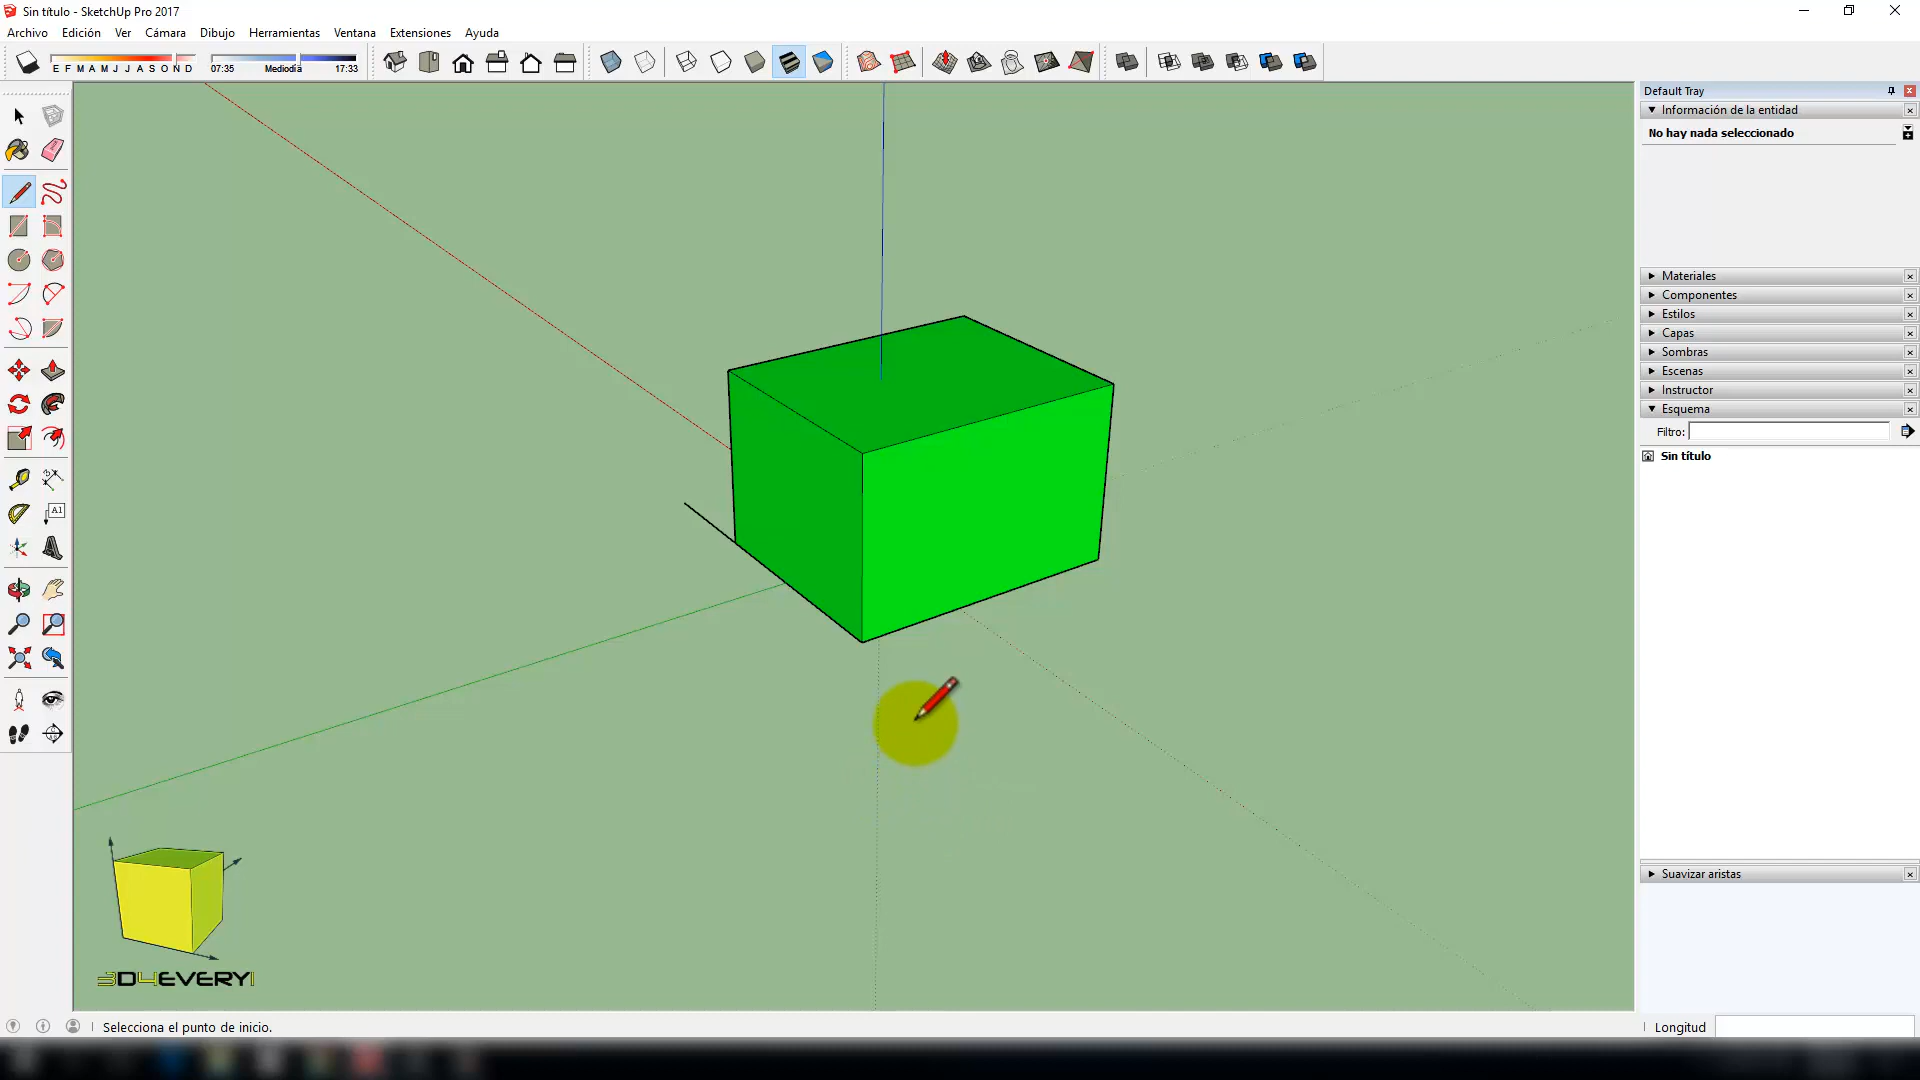 Sin título - SketchUp Pro 2017
Archivo Edición Ver Cámara Dibujo Herramientas Ventana Extensiones Ayuda
E F M A M J J A S O N D 07:35 Mediodía 17:33
Default Tray
Información de la entidad
No hay nada seleccionado
Materiales
Componentes
Estilos
Capas
Sombras
Escenas
Instructor
Esquema
Filtro:
Sin título
A1
Suavizar aristas
3D4EVERY1
Selecciona el punto de inicio.
Longitud